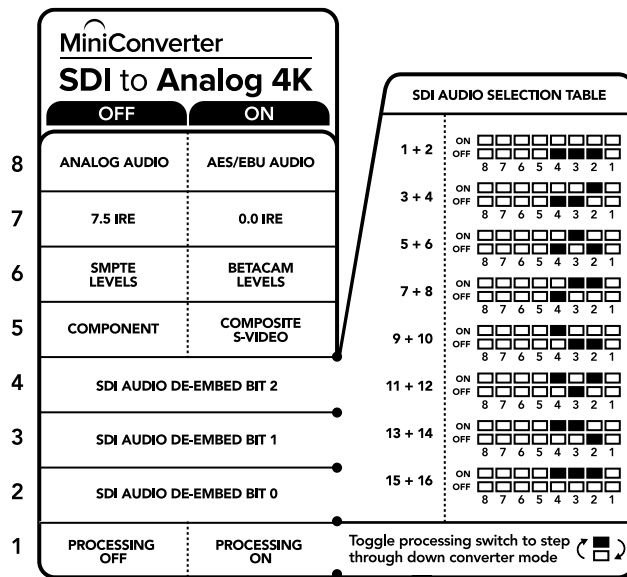 MiniConverter
SDI to Analog 4K
OFF ON
8 ANALOG AUDIO AES/EBU AUDIO
7 7.5 IRE 0.0 IRE
6 SMPTE LEVELS BETACAM LEVELS
5 COMPONENT COMPOSITE S-VIDEO
4 SDI AUDIO DE-EMBED BIT 2
3 SDI AUDIO DE-EMBED BIT 1
2 SDI AUDIO DE-EMBED BIT 0
1 PROCESSING OFF PROCESSING ON
SDI AUDIO SELECTION TABLE
1 + 2
ON
OFF
8 7 6 5 4 3 2 1
3 + 4
ON
OFF
8 7 6 5 4 3 2 1
5 + 6
ON
OFF
8 7 6 5 4 3 2 1
7 + 8
ON
OFF
8 7 6 5 4 3 2 1
9 + 10
ON
OFF
8 7 6 5 4 3 2 1
11 + 12
ON
OFF
8 7 6 5 4 3 2 1
13 + 14
ON
OFF
8 7 6 5 4 3 2 1
15 + 16
ON
OFF
8 7 6 5 4 3 2 1
Toggle processing switch to step
through down converter mode